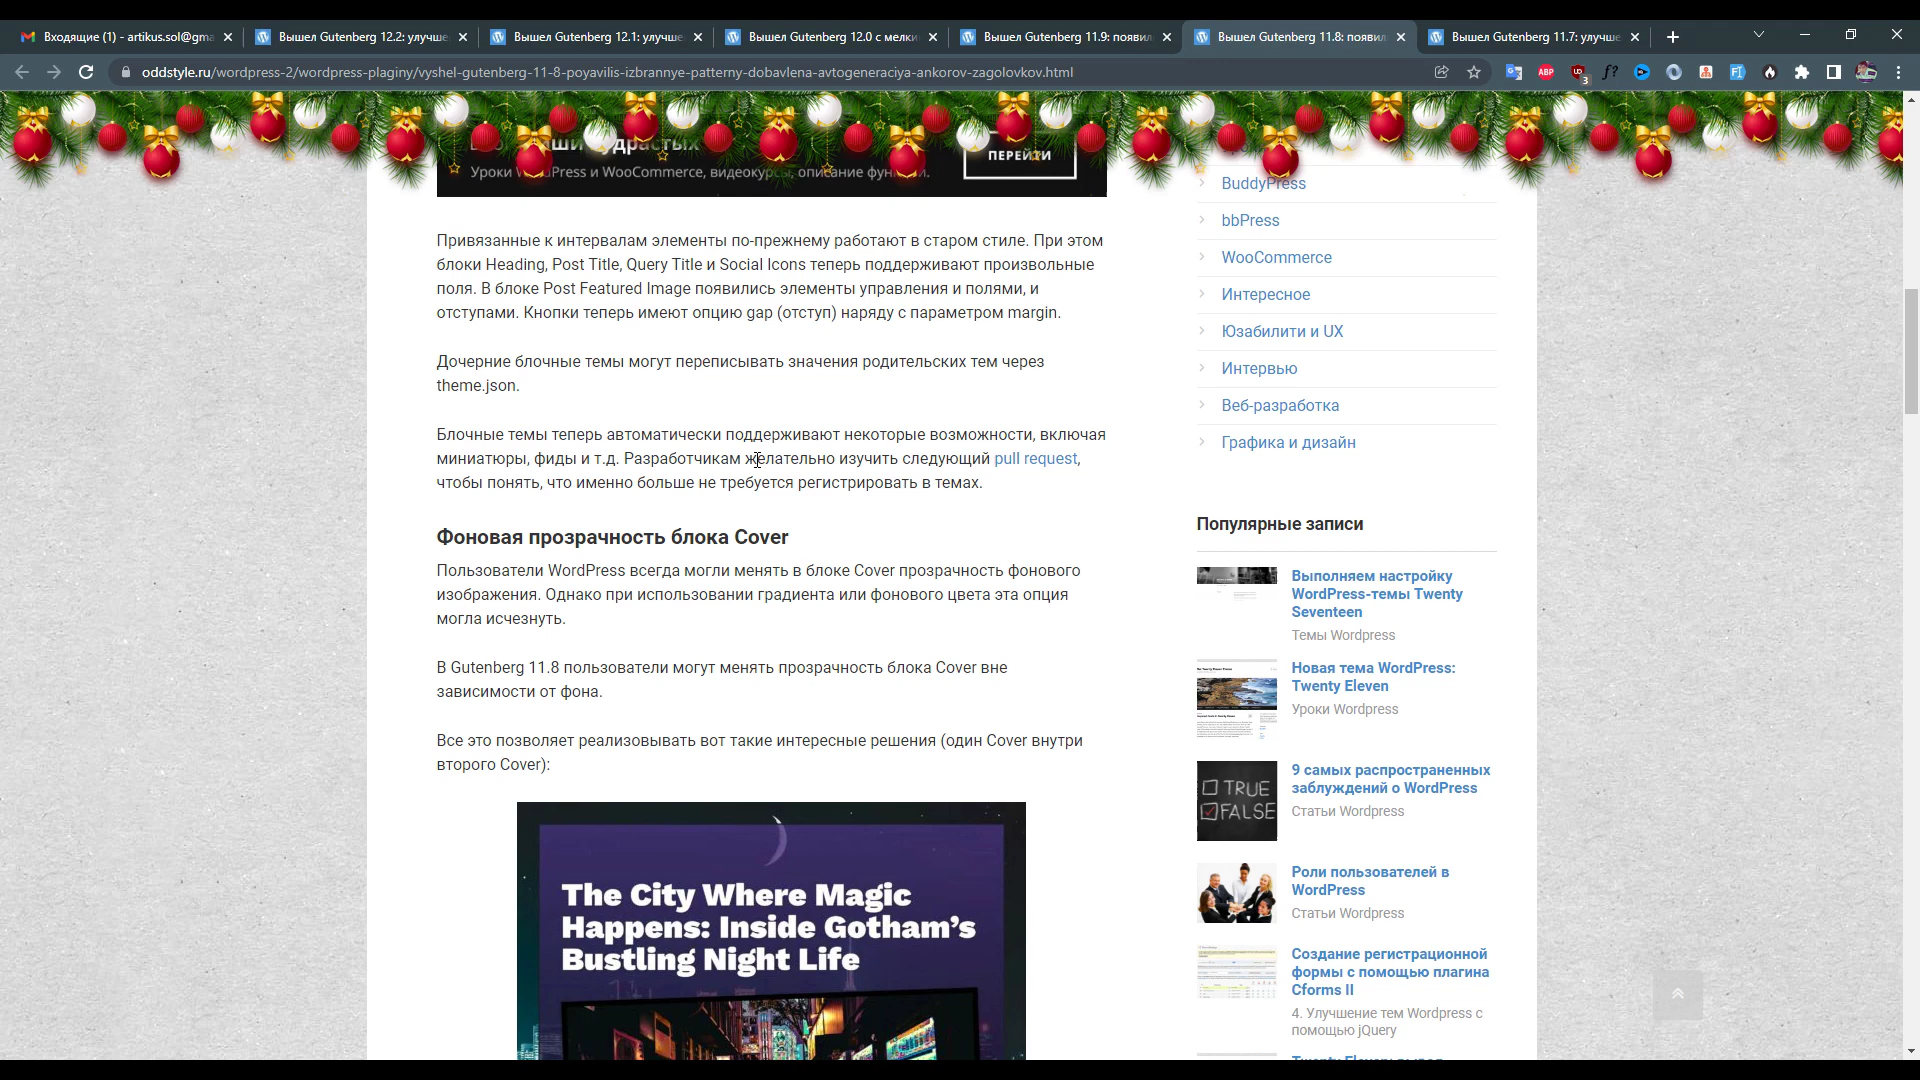 Входящие (1) - artikus.sol@gma
Вышел Gutenberg 12.2: улучше
Вышел Gutenberg 12.1: улучше
Вышел Gutenberg 12.0 с мелки
Вышел Gutenberg 11.9: появил
Вышел Gutenberg 11.8: появил
Вышел Gutenberg 11.7: улучше
oddstyle.ru/wordpress-2/wordpress-plaginy/vyshel-gutenberg-11-8-poyavilis-izbrannye-patterny-dobavlena-avtogeneraciya-ankorov-zagolovkov.html
ABP
3
f?
ПЕРЕЙТИ
Уроки WordPress и WooCommerce, видеокурсы, описание функций.
Привязанные к интервалам элементы по-прежнему работают в старом стиле. При этом
блоки Heading, Post Title, Query Title и Social Icons теперь поддерживают произвольные
поля. В блоке Post Featured Image появились элементы управления и полями, и
отступами. Кнопки теперь имеют опцию gap (отступ) наряду с параметром margin.
Дочерние блочные темы могут переписывать значения родительских тем через
theme.json.
Блочные темы теперь автоматически поддерживают некоторые возможности, включая
миниатюры, фиды и т.д. Разработчикам желательно изучить следующий pull request,
чтобы понять, что именно больше не требуется регистрировать в темах.
Фоновая прозрачность блока Cover
Пользователи WordPress всегда могли менять в блоке Cover прозрачность фонового
изображения. Однако при использовании градиента или фонового цвета эта опция
могла исчезнуть.
В Gutenberg 11.8 пользователи могут менять прозрачность блока Cover вне
зависимости от фона.
Все это позволяет реализовывать вот такие интересные решения (один Cover внутри
второго Cover):
The City Where Magic
Happens: Inside Gotham’s
Bustling Night Life
BuddyPress
bbPress
WooCommerce
Интересное
Юзабилити и UX
Интервью
Веб-разработка
Графика и дизайн
Популярные записи
Выполняем настройку
WordPress-темы Twenty
Seventeen
Темы Wordpress
Новая тема WordPress:
Twenty Eleven
Уроки Wordpress
TRUE
FALSE
9 самых распространенных
заблуждений о WordPress
Статьи Wordpress
Роли пользователей в
WordPress
Статьи Wordpress
Создание регистрационной
формы с помощью плагина
Cforms II
4. Улучшение тем Wordpress с
помощью jQuery